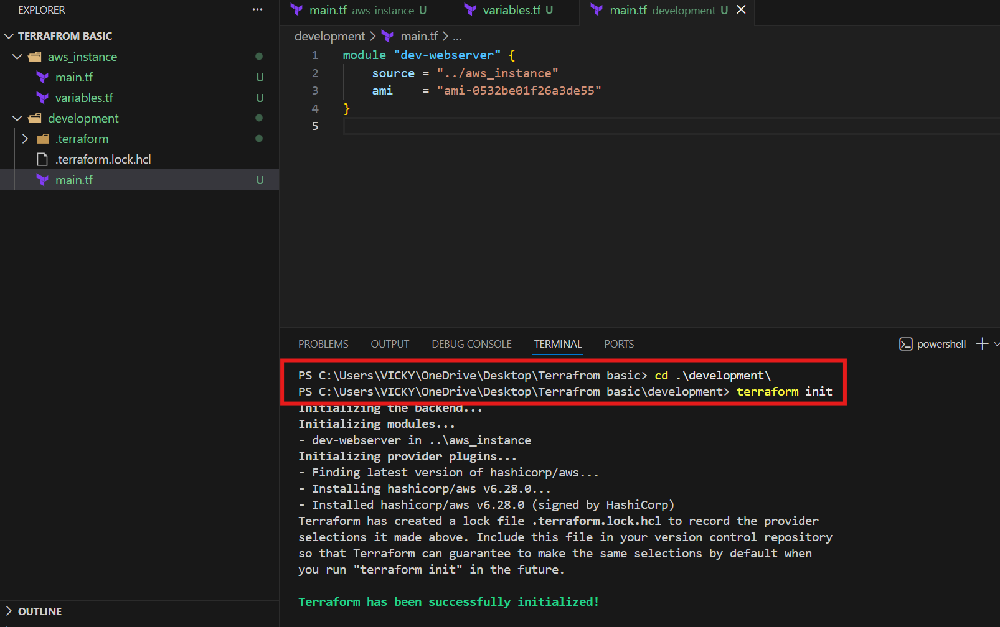 EXPLORER
...
TERRAFROM BASIC
aws_instance
main.tf U
variables.tf U
development
.terraform
.terraform.lock.hcl
main.tf U
OUTLINE
main.tf aws_instance U
variables.tf U
main.tf development U
development > main.tf > ...
1 module "dev-webserver" {
2 source = "../aws_instance"
3 ami = "ami-0532be01f26a3de55"
4 }
5
PROBLEMS OUTPUT DEBUG CONSOLE TERMINAL PORTS
powershell
PS C:\Users\VICKY\OneDrive\Desktop\Terrafrom basic> cd .\development\
PS C:\Users\VICKY\OneDrive\Desktop\Terrafrom basic\development> terraform init
Initializing the backend...
Initializing modules...
- dev-webserver in ..\aws_instance
Initializing provider plugins...
- Finding latest version of hashicorp/aws...
- Installing hashicorp/aws v6.28.0...
- Installed hashicorp/aws v6.28.0 (signed by HashiCorp)
Terraform has created a lock file .terraform.lock.hcl to record the provider
selections it made above. Include this file in your version control repository
so that Terraform can guarantee to make the same selections by default when
you run "terraform init" in the future.
Terraform has been successfully initialized!